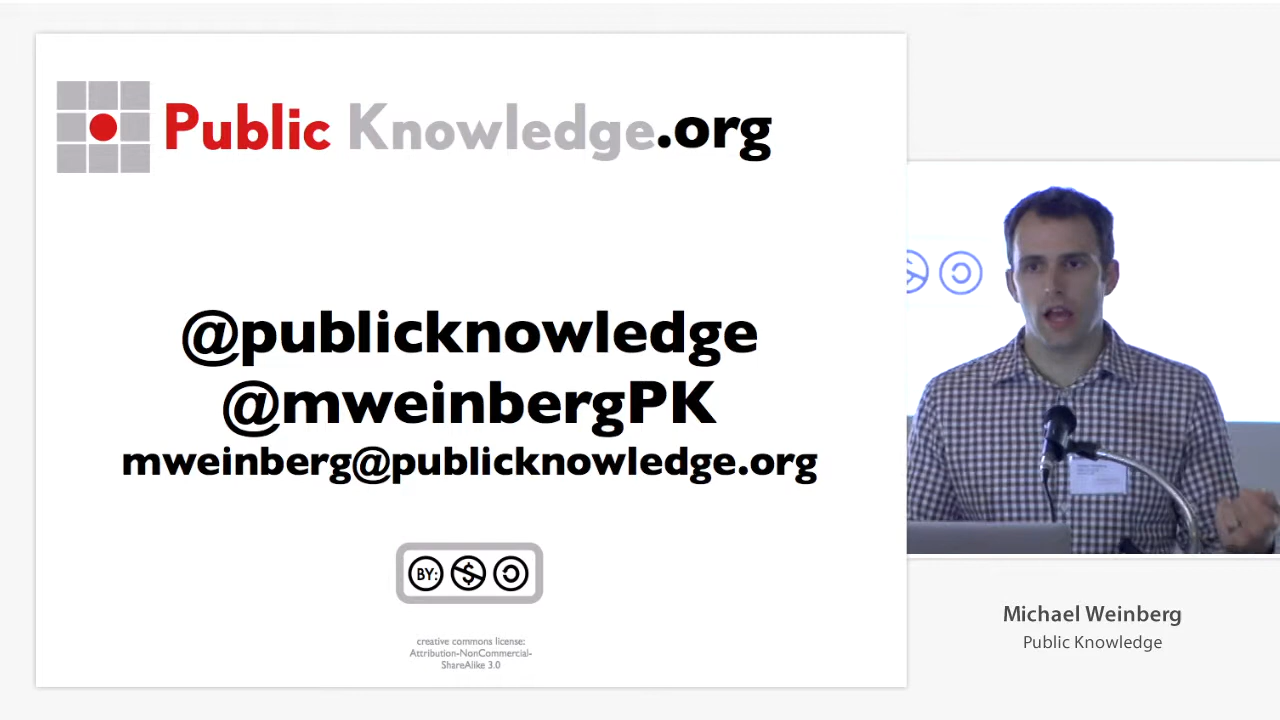 Public Knowledge.org
@publicknowledge
@mweinbergPK
mweinberg@publicknowledge.org
BY:
creative commons license:
Attribution-NonCommercial-
ShareAlike 3.0
Michael Weinberg
Public Knowledge